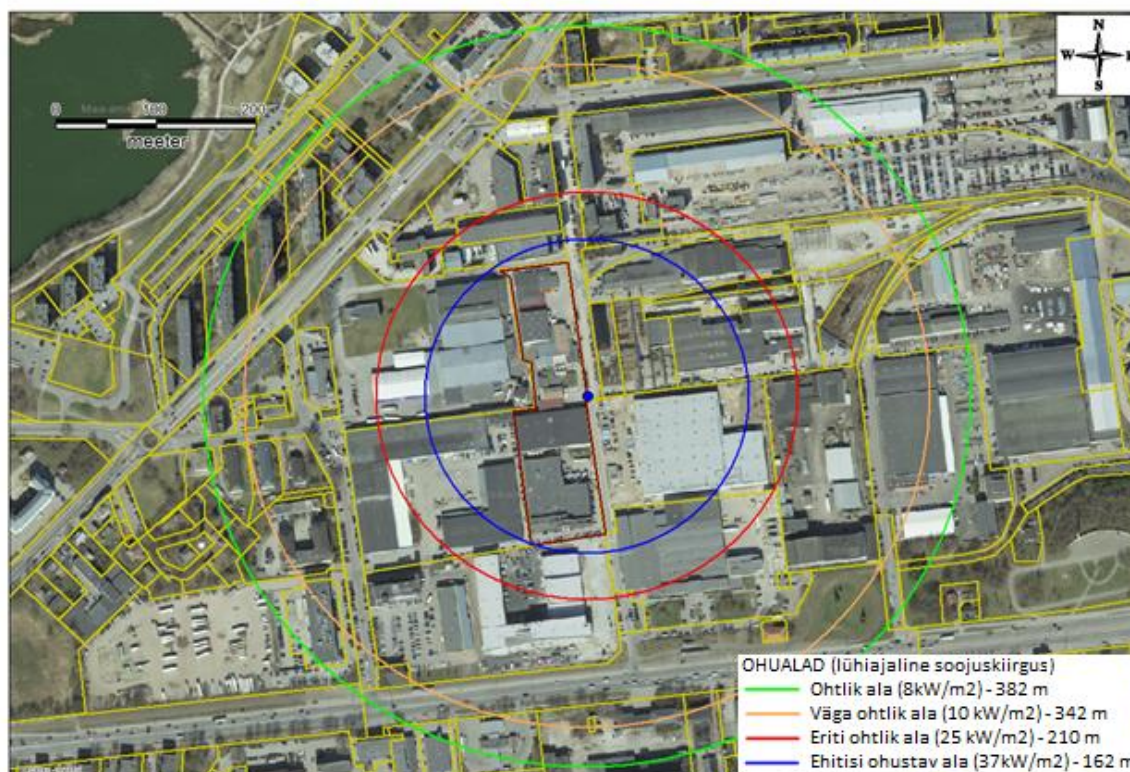 N
W
S
0 100 200
meeter
OHUALAD (lühiajaline soojuskiirgus)
Ohtlik ala (8kW/m2) - 382 m
Väga ohtlik ala (10 kW/m2) - 342 m
Eriti ohtlik ala (25 kW/m2) - 210 m
Ehitisi ohustav ala (37kW/m2) - 162 m